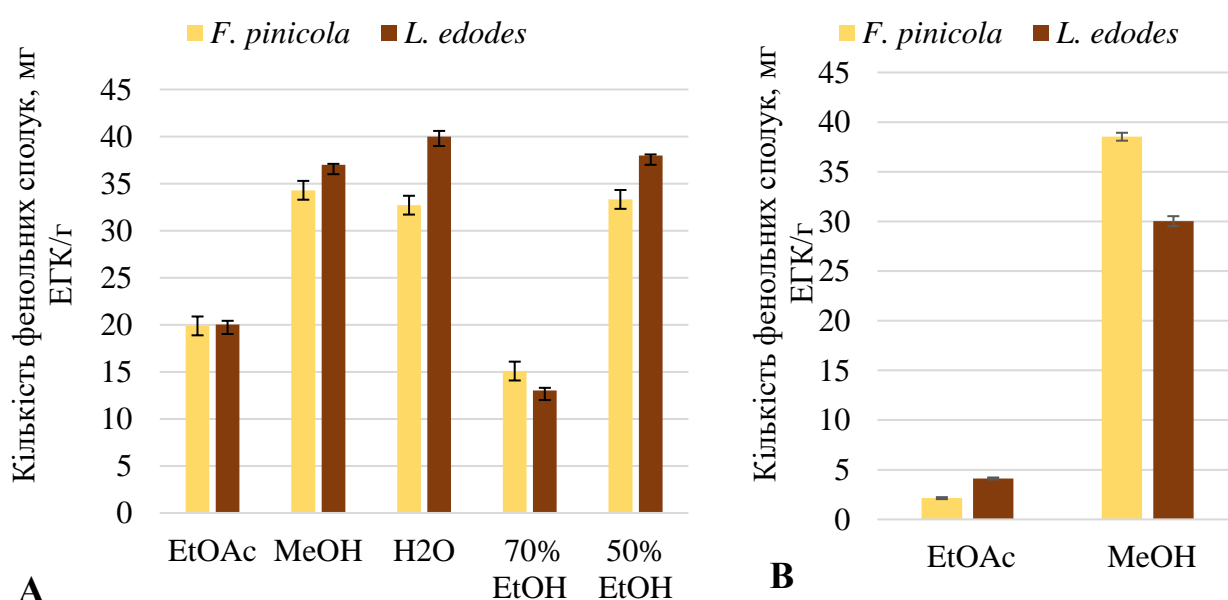 F. pinicola L. edodes
Кількість фенольних сполук, мг
ЕГК/г
45
40
35
30
25
20
15
10
5
0
EtOAc MeOH H2O 70% 50%
EtOH EtOH
A
F. pinicola L. edodes
Кількість фенольних сполук, мг
ЕГК/г
45
40
35
30
25
20
15
10
5
0
EtOAc MeOH
B